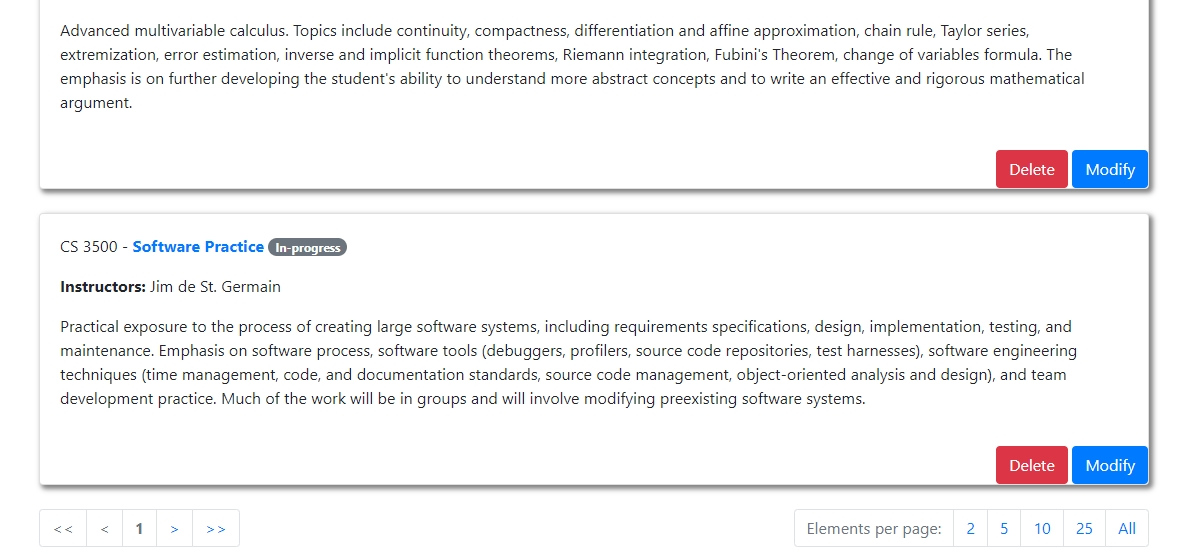 Advanced multivariable calculus. Topics include continuity, compactness, differentiation and affine approximation, chain rule, Taylor series,
extremization, error estimation, inverse and implicit function theorems, Riemann integration, Fubini's Theorem, change of variables formula. The
emphasis is on further developing the student's ability to understand more abstract concepts and to write an effective and rigorous mathematical
argument.
Delete Modify
CS 3500 - Software Practice In-progress
Instructors: Jim de St. Germain
Practical exposure to the process of creating large software systems, including requirements specifications, design, implementation, testing, and
maintenance. Emphasis on software process, software tools (debuggers, profilers, source code repositories, test harnesses), software engineering
techniques (time management, code, and documentation standards, source code management, object-oriented analysis and design), and team
development practice. Much of the work will be in groups and will involve modifying preexisting software systems.
Delete Modify
<< < 1 > >> Elements per page: 2 5 10 25 All